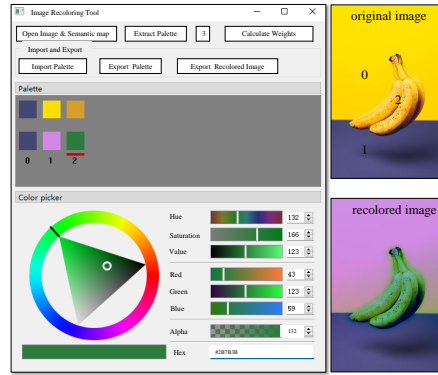 Image Recoloring Tool
Open Image & Semantic map
Extract Palette
3
Calculate Weights
Import and Export
Import Palette
Export Palette
Export Recolored Image
Palette
0 1 2
Color picker
Hue 132
Saturation 166
Value 123
Red 43
Green 123
Blue 59
Alpha 132
Hex #2B7B3B
original image
0
2
1
recolored image